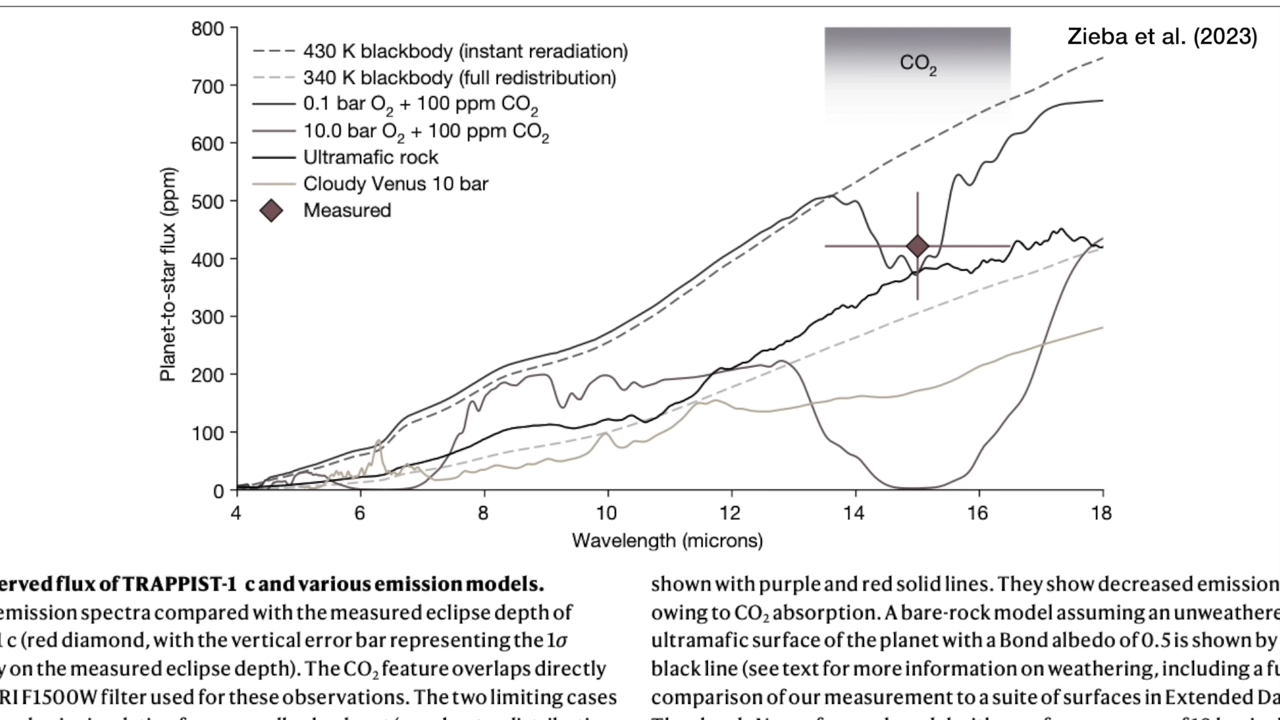 800
Zieba et al. (2023)
430 K blackbody (instant reradiation)
CO2
340 K blackbody (full redistribution)
700
0.1 bar O2 + 100 ppm CO2
10.0 bar O2 + 100 ppm CO2
600
Ultramafic rock
Cloudy Venus 10 bar
500
Measured
400
300
200
100
0
Planet-to-star flux (ppm)
4 6 8 10 12 14 16 18
Wavelength (microns)
erved flux of TRAPPIST-1 c and various emission models.
emission spectra compared with the measured eclipse depth of
c (red diamond, with the vertical error bar representing the 1σ
on the measured eclipse depth). The CO2 feature overlaps directly
RI F1500W filter used for these observations. The two limiting cases
shown with purple and red solid lines. They show decreased emission
owing to CO2 absorption. A bare-rock model assuming an unweathere
ultramafic surface of the planet with a Bond albedo of 0.5 is shown by
black line (see text for more information on weathering, including a fu
comparison of our measurement to a suite of surfaces in Extended Da